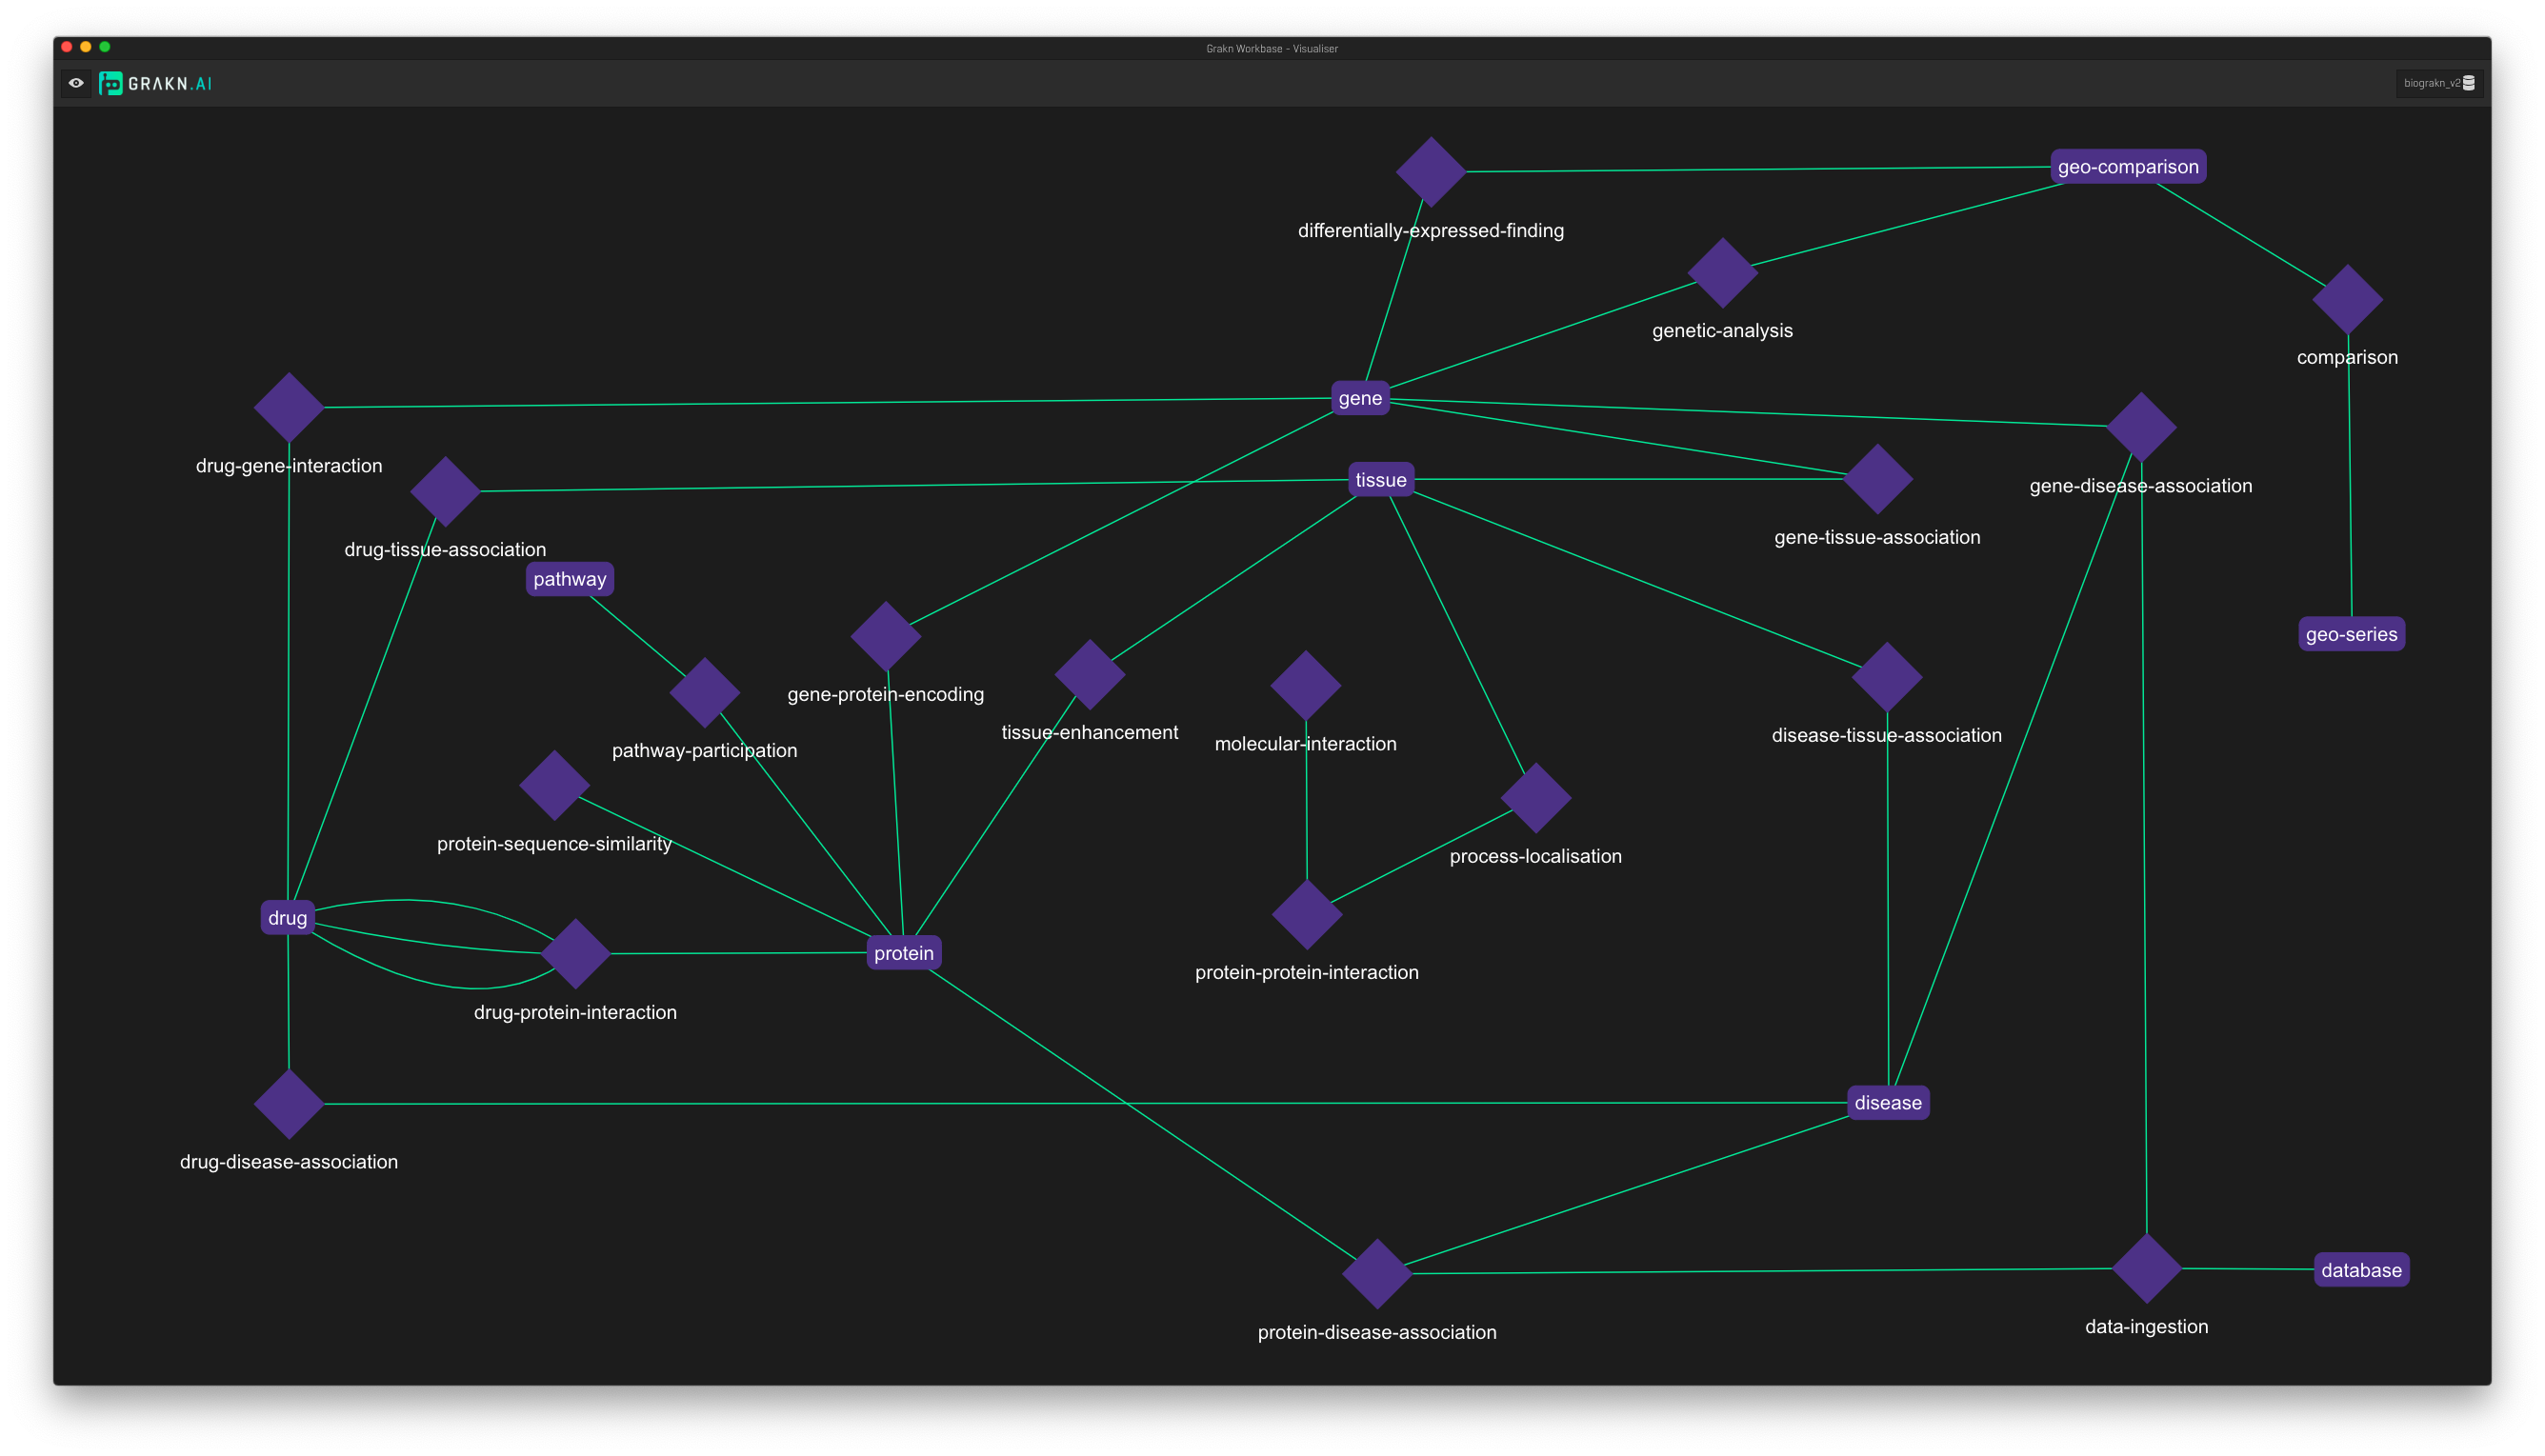 Grakn Workbase - Visualiser
GRAKN.AI
biograkn_v2
geo-comparison
differentially-expressed-finding
genetic-analysis
comparison
gene
drug-gene-interaction
tissue
gene-disease-association
gene-tissue-association
drug-tissue-association
pathway
geo-series
gene-protein-encoding
tissue-enhancement
disease-tissue-association
molecular-interaction
pathway-participation
protein-sequence-similarity
process-localisation
drug
protein
protein-protein-interaction
drug-protein-interaction
disease
drug-disease-association
database
data-ingestion
protein-disease-association